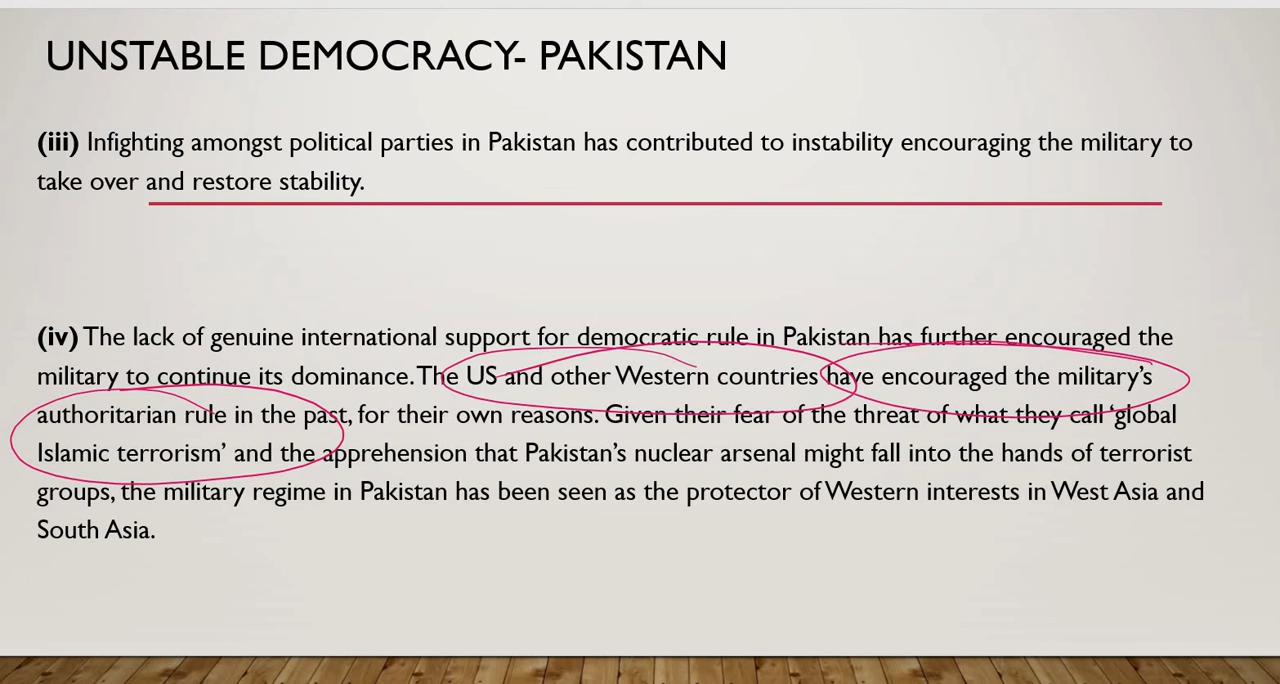 UNSTABLE DEMOCRACY- PAKISTAN
(iii) Infighting amongst political parties in Pakistan has contributed to instability encouraging the military to
take over and restore stability.
(iv) The lack of genuine international support for democratic rule in Pakistan has further encouraged the
military to continue its dominance. The US and other Western countries have encouraged the military’s
authoritarian rule in the past, for their own reasons. Given their fear of the threat of what they call ‘global
Islamic terrorism’ and the apprehension that Pakistan’s nuclear arsenal might fall into the hands of terrorist
groups, the military regime in Pakistan has been seen as the protector of Western interests in West Asia and
South Asia.